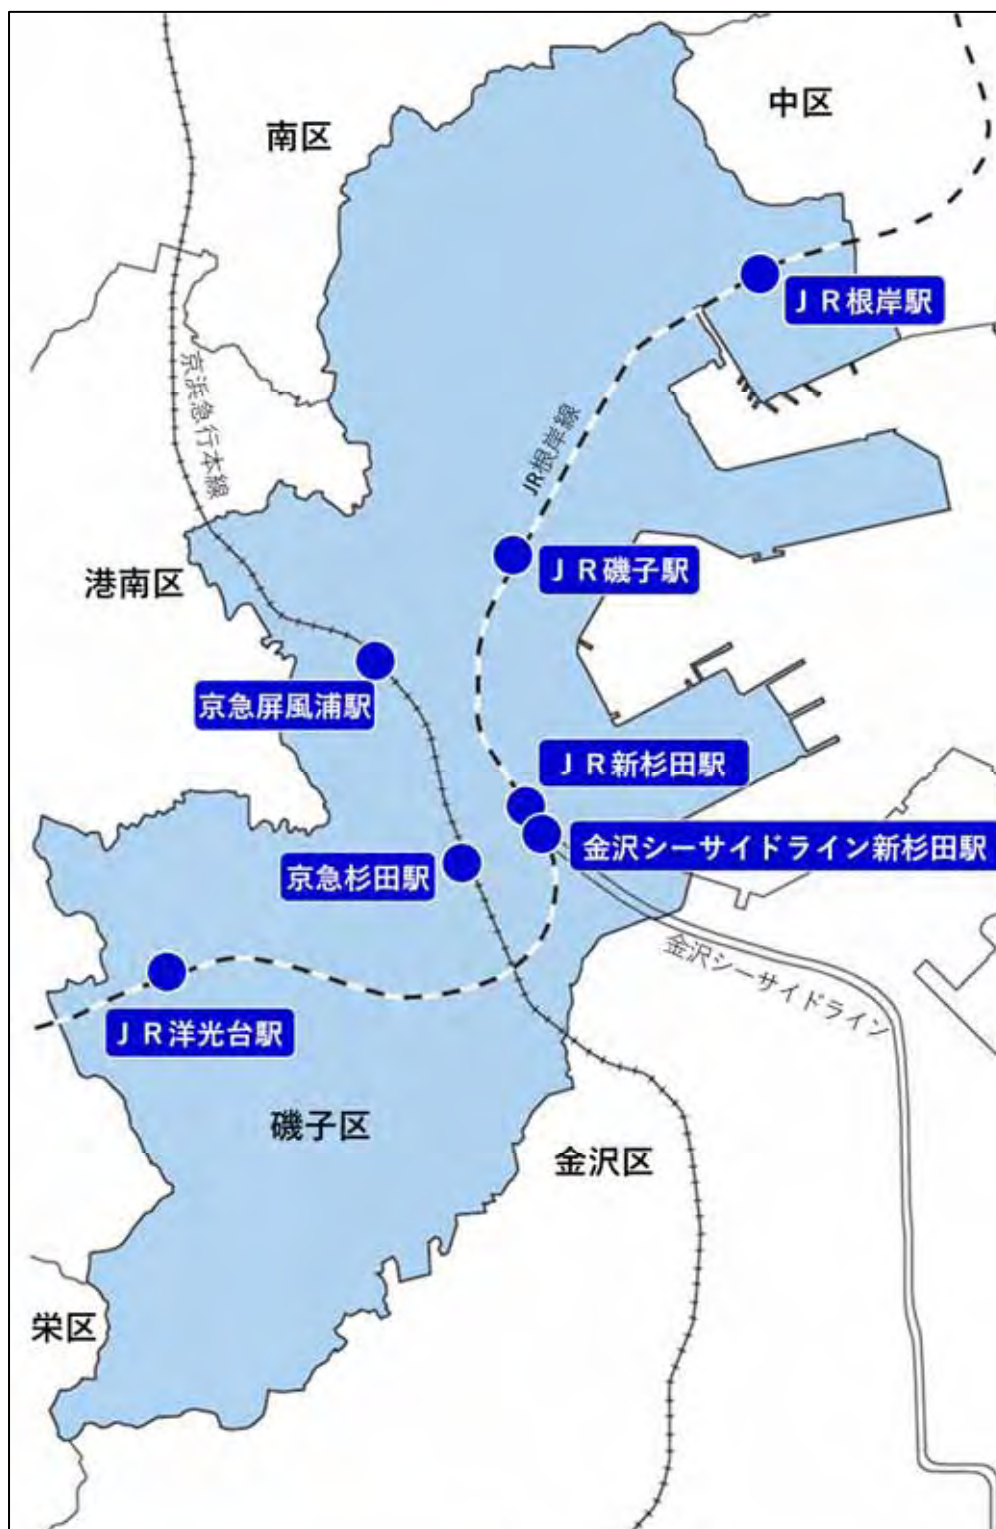 中区
南区
ＪＲ根岸駅
京浜急行本線
JR根岸線
ＪＲ磯子駅
港南区
京急屏風浦駅
ＪＲ新杉田駅
金沢シーサイドライン新杉田駅
京急杉田駅
金沢シーサイドライン
ＪＲ洋光台駅
磯子区
金沢区
栄区